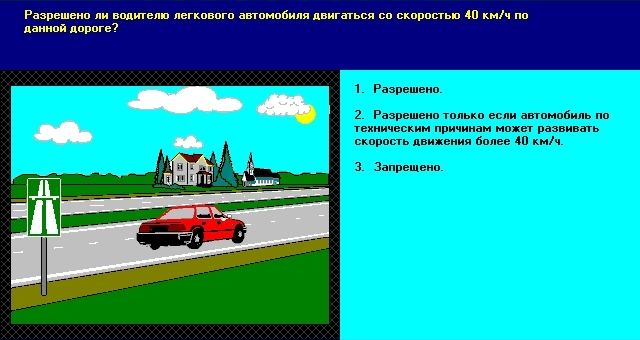 Разрешено ли водителю легкового автомобиля двигаться со скоростью 40 км/ч по
данной дороге?
1. Разрешено.
2. Разрешено только если автомобиль по
техническим причинам может развивать
скорость движения более 40 км/ч.
3. Запрещено.